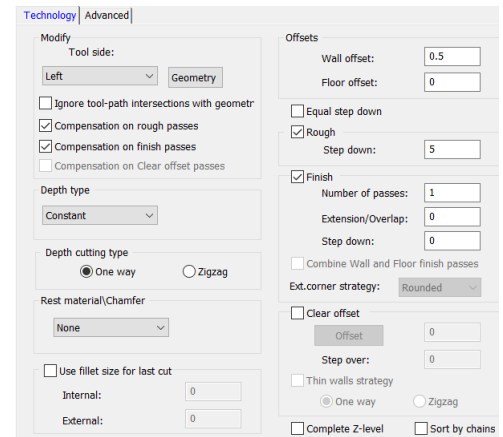 Technology Advanced
Modify
Tool side:
Left Geometry
Ignore tool-path intersections with geometr
Compensation on rough passes
Compensation on finish passes
Compensation on Clear offset passes
Depth type
Constant
Depth cutting type
One way Zigzag
Rest material\Chamfer
None
Use fillet size for last cut
Internal: 0
External: 0
Offsets
Wall offset: 0.5
Floor offset: 0
Equal step down
Rough
Step down: 5
Finish
Number of passes: 1
Extension/Overlap: 0
Step down: 0
Combine Wall and Floor finish passes
Ext.corner strategy: Rounded
Clear offset
Offset 0
Step over: 0
Thin walls strategy
One way Zigzag
Complete Z-level Sort by chains